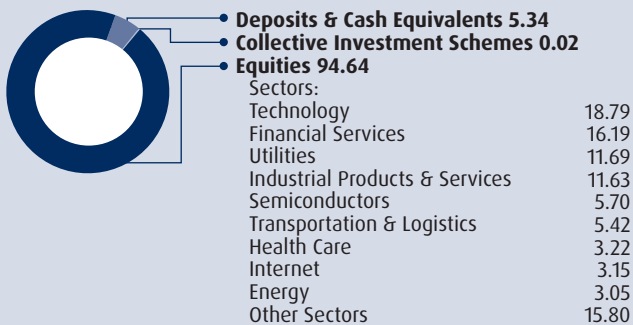 Deposits & Cash Equivalents 5.34
Collective Investment Schemes 0.02
Equities 94.64
Sectors:
Technology 18.79
Financial Services 16.19
Utilities 11.69
Industrial Products & Services 11.63
Semiconductors 5.70
Transportation & Logistics 5.42
Health Care 3.22
Internet 3.15
Energy 3.05
Other Sectors 15.80